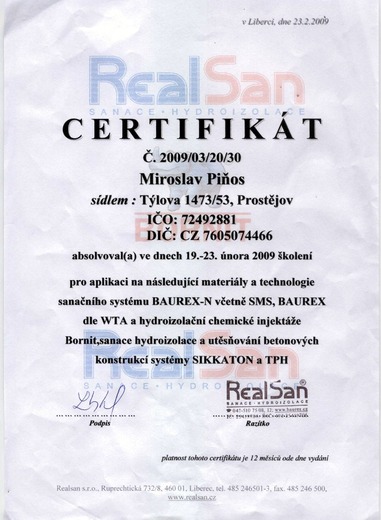 v Liberci, dne 23.2.2009
RealSan
SANACE - HYDROIZOLACE
CERTIFIKÁT
Č. 2009/03/20/30
Miroslav Piňos
sídlem : Týlova 1473/53, Prostějov
IČO: 72492881
BORNIT
DIČ: CZ 7605074466
absolvoval(a) ve dnech 19.-23. února 2009 školení
pro aplikaci na následující materiály a technologie
sanačního systému BAUREX-N včetně SMS, BAUREX
dle WTA a hydroizolační chemické injektáže
Bornit,sanace hydroizolace a utěsňování betonových
konstrukcí systémy SIKKATON a TPH
RealSan
SANACE - HYDROIZOLACE
RealSan
SANACE - HYDROIZOLACE
Podpis
Razítko
platnost tohoto certifikátu je 12 měsíců ode dne vydání
Realsan s.r.o., Ruprechtická 732/8, 460 01, Liberec, tel. 485 246501-3, fax. 485 246 500,
www.realsan.cz